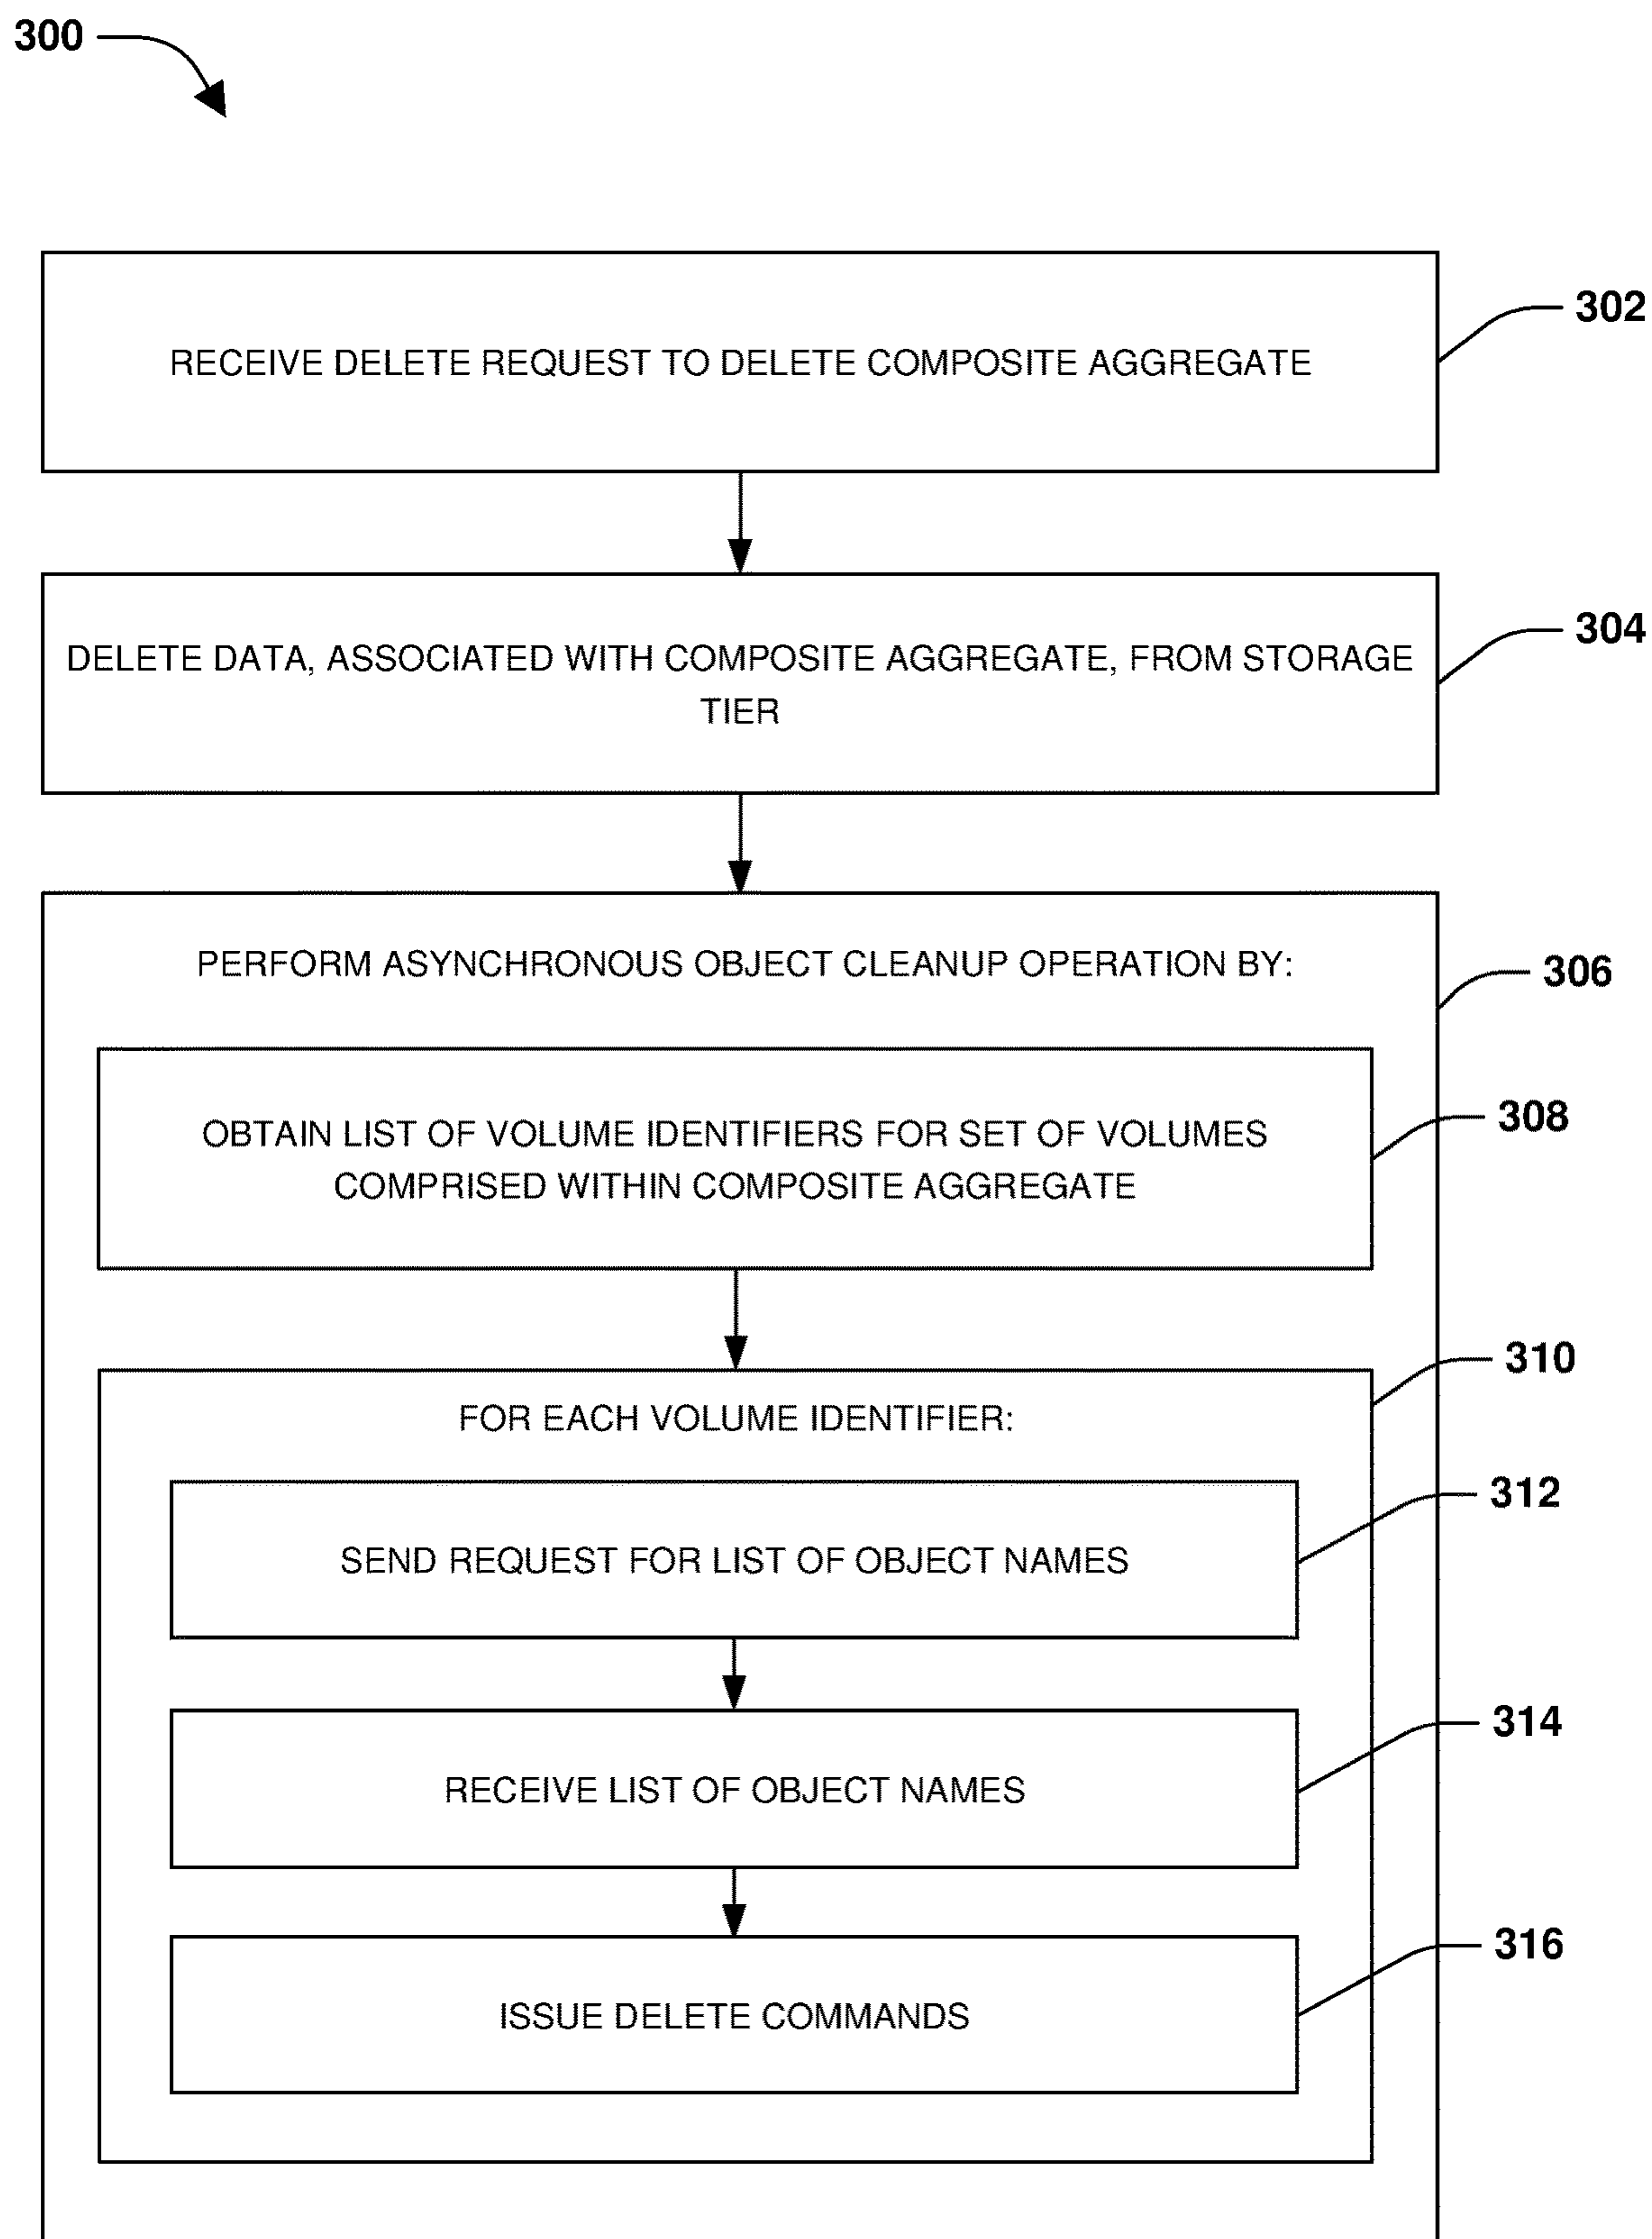 300
RECEIVE DELETE REQUEST TO DELETE COMPOSITE AGGREGATE
302
DELETE DATA, ASSOCIATED WITH COMPOSITE AGGREGATE, FROM STORAGE
TIER
304
PERFORM ASYNCHRONOUS OBJECT CLEANUP OPERATION BY:
306
OBTAIN LIST OF VOLUME IDENTIFIERS FOR SET OF VOLUMES
COMPRISED WITHIN COMPOSITE AGGREGATE
308
FOR EACH VOLUME IDENTIFIER:
310
SEND REQUEST FOR LIST OF OBJECT NAMES
312
RECEIVE LIST OF OBJECT NAMES
314
ISSUE DELETE COMMANDS
316